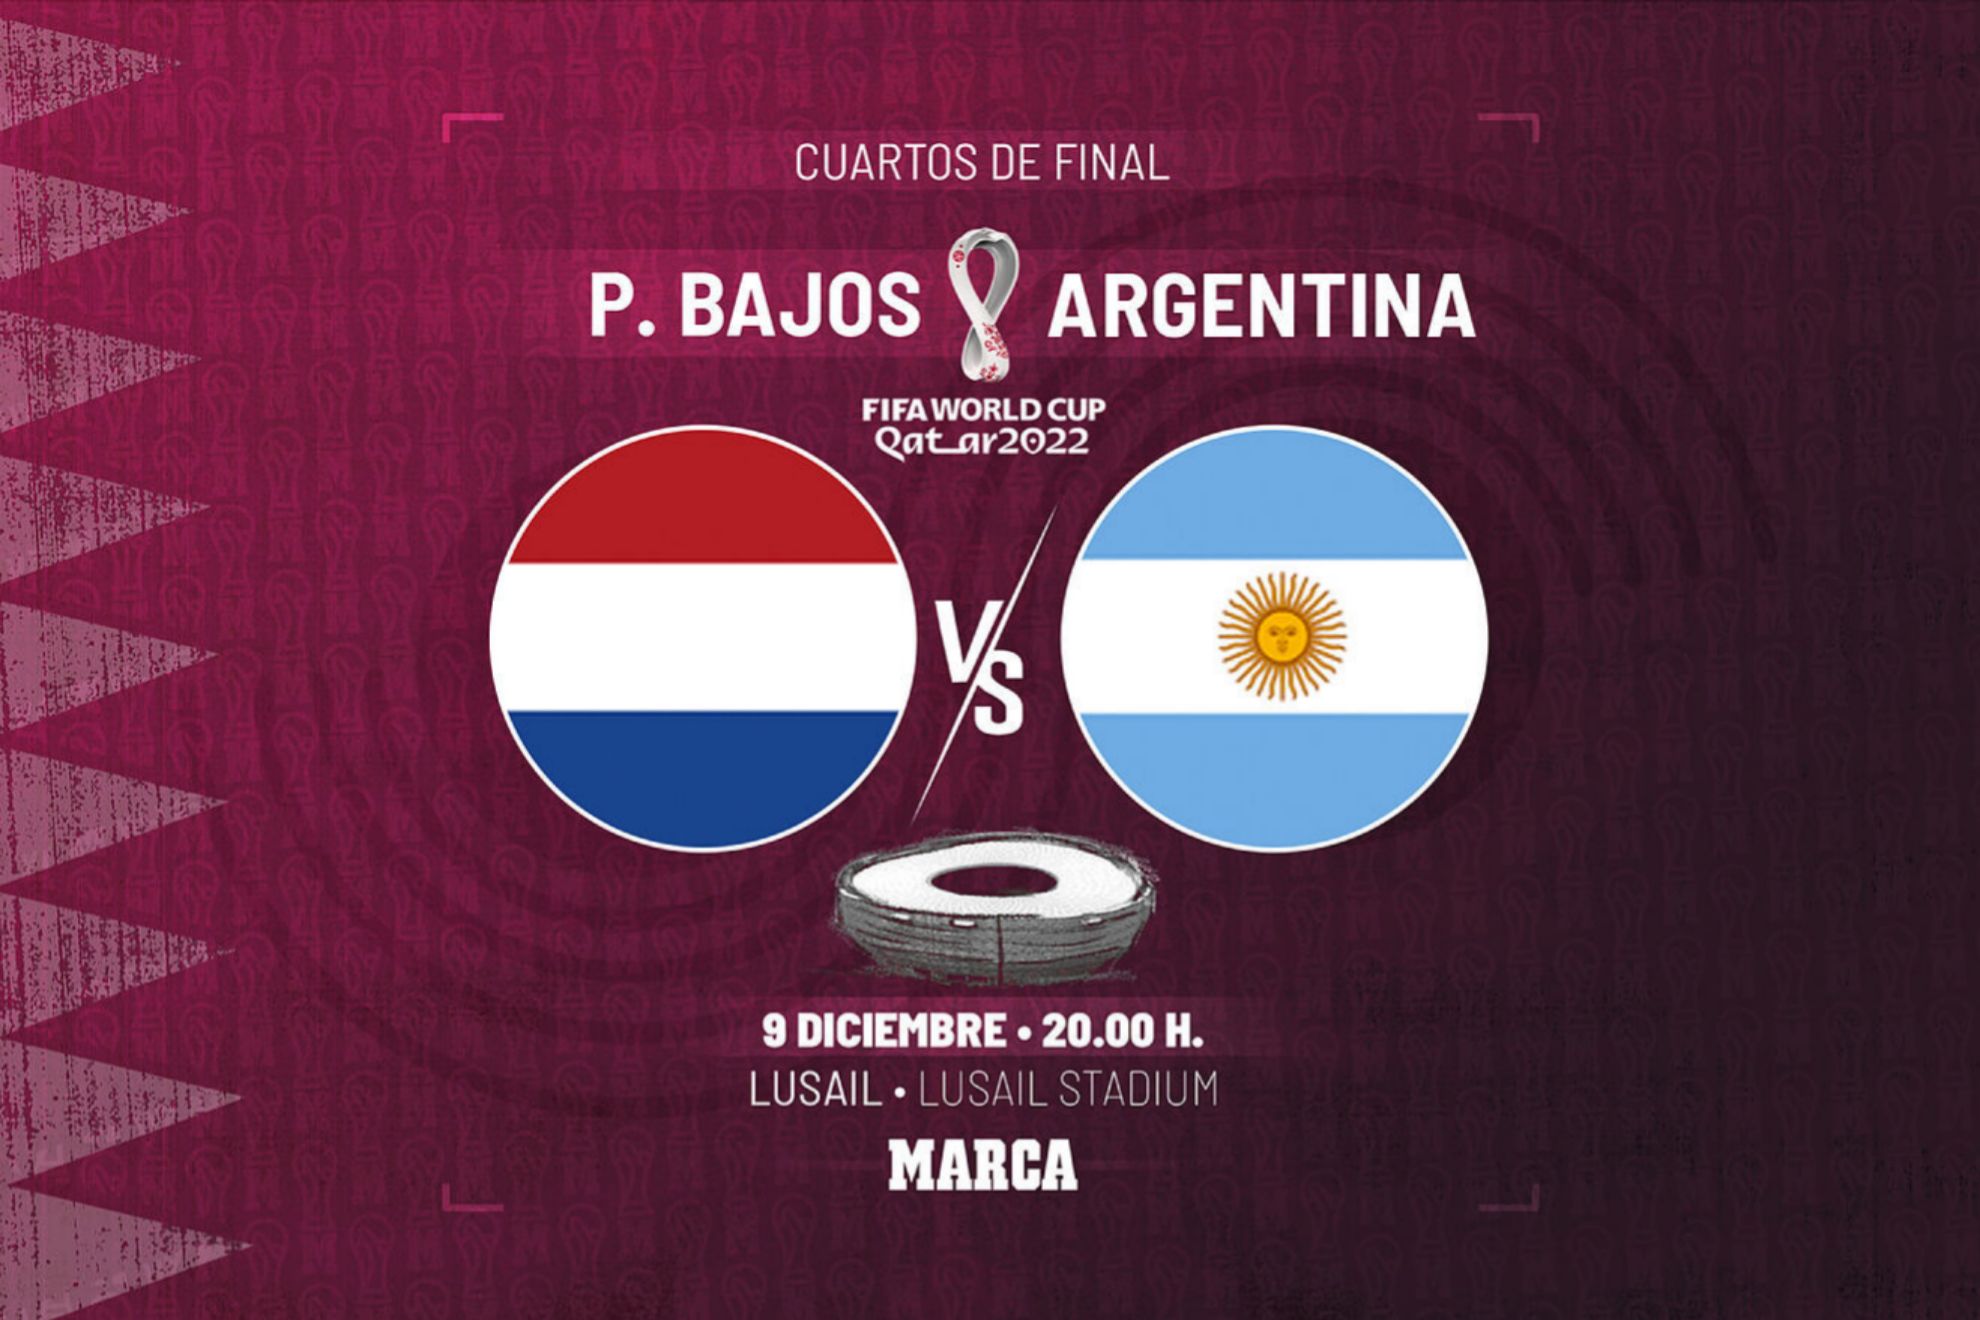 CUARTOS DE FINAL
P. BAJOS ARGENTINA
FIFA WORLD CUP
Qatar2022
VS
9 DICIEMBRE • 20.00 H.
LUSAIL • LUSAIL STADIUM
MARCA